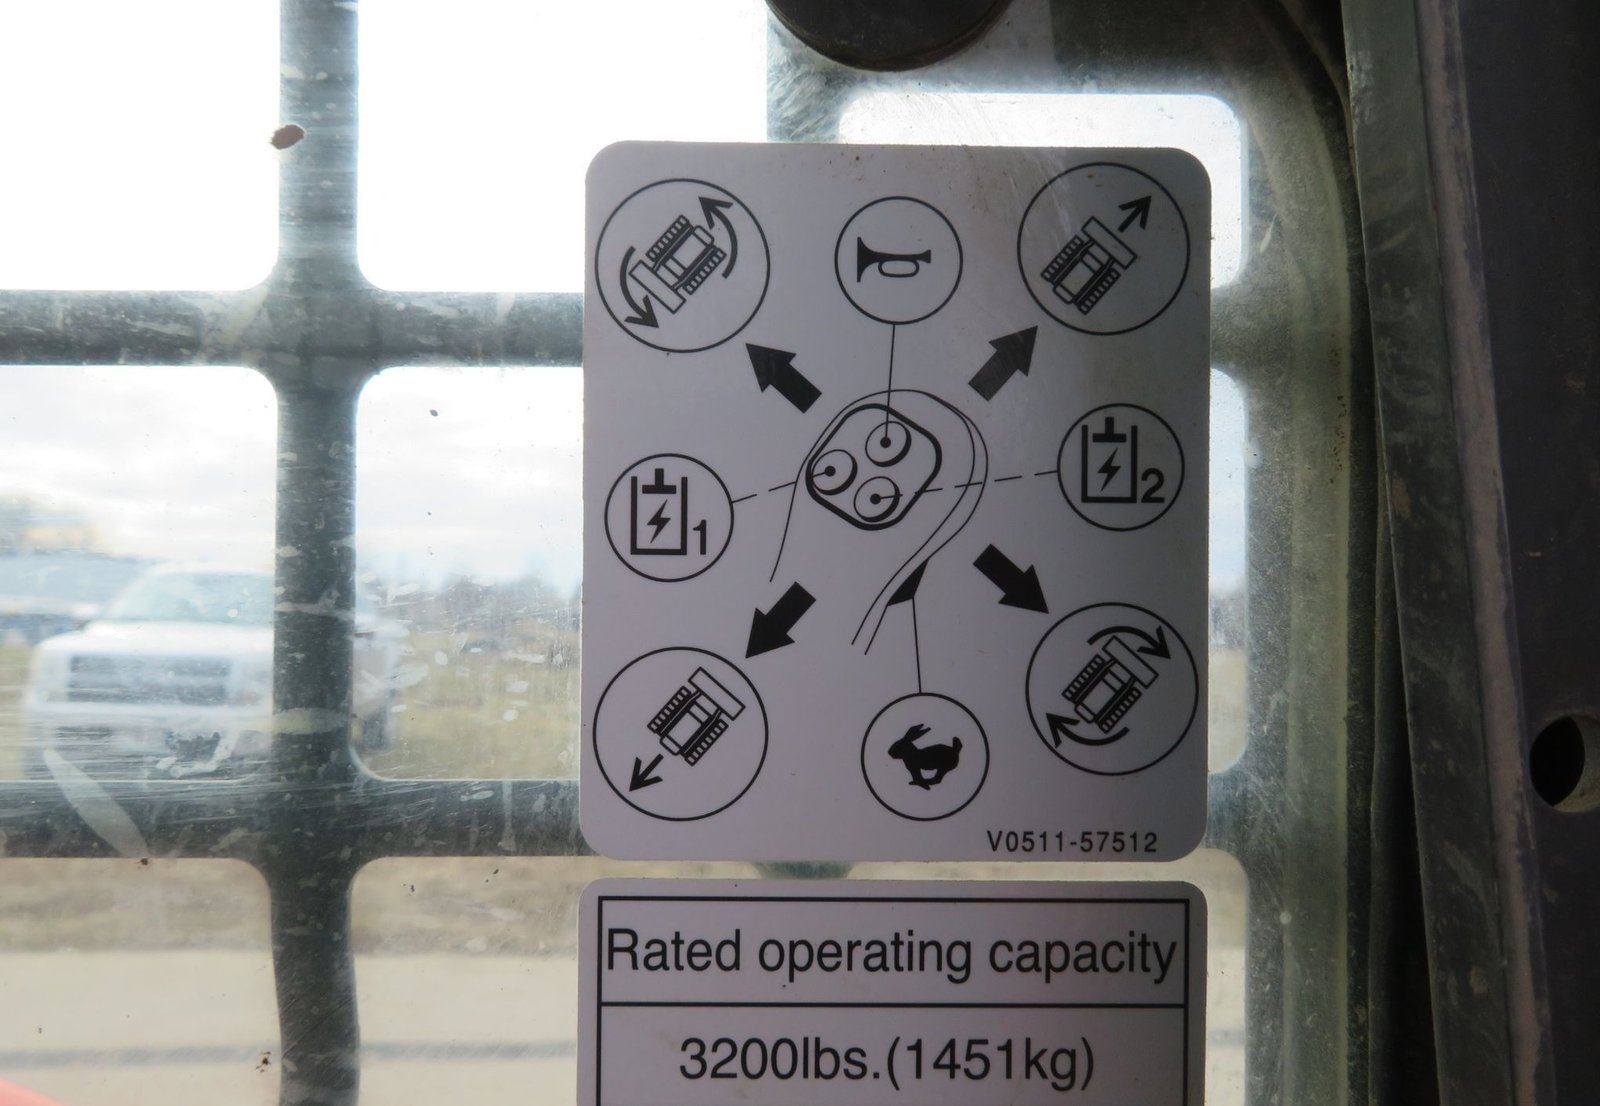 1
2
V0511-57512
Rated operating capacity
3200lbs.(1451kg)